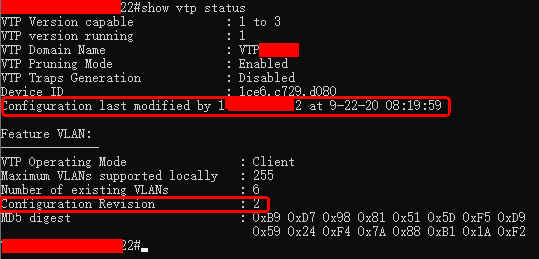 22#show vtp status
VTP Version capable : 1 to 3
VTP version running : 1
VTP Domain Name : VTP
VTP Pruning Mode : Enabled
VTP Traps Generation : Disabled
Device ID : 1ce6.c729.d080
Configuration last modified by 1 2 at 9-22-20 08:19:59
Feature VLAN:
--------------
VTP Operating Mode : Client
Maximum VLANs supported locally : 255
Number of existing VLANs : 6
Configuration Revision : 2
MD5 digest : 0xB9 0xD7 0x98 0x81 0x51 0x5D 0xF5 0xD9
0x59 0x24 0xF4 0x7A 0x88 0xB1 0x1A 0xF2
22#